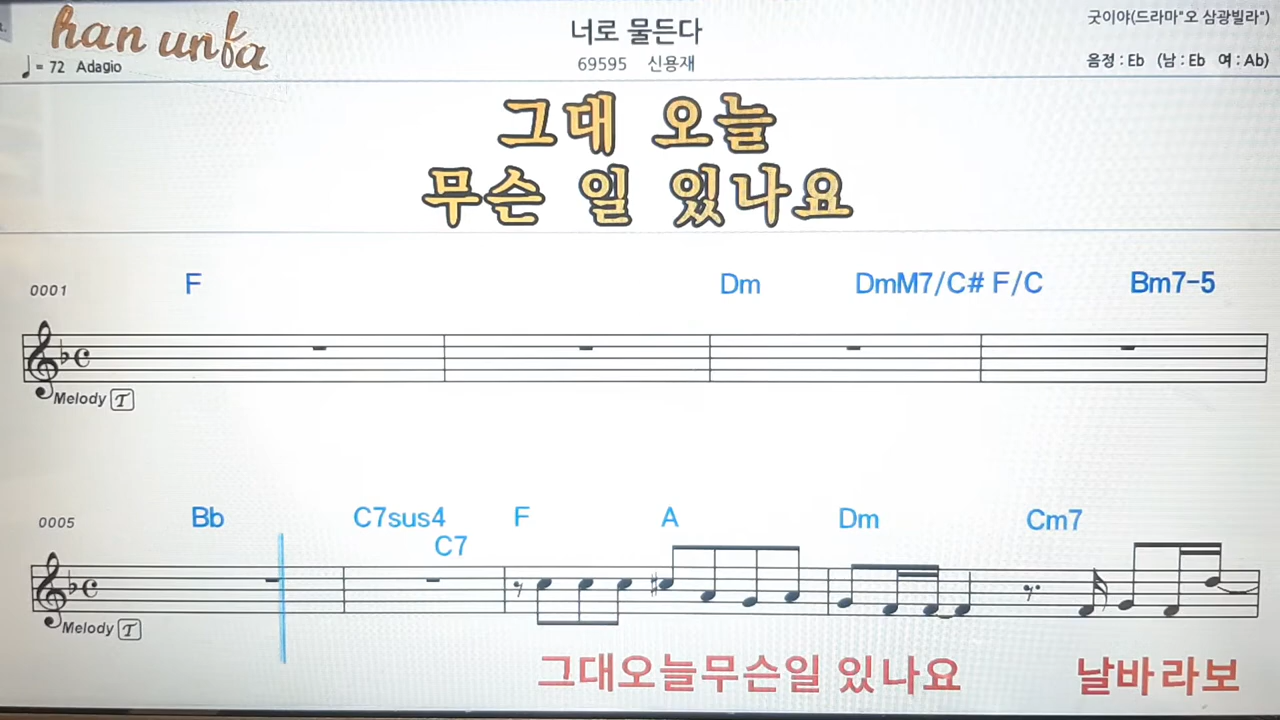 han unfa
너로 물든다
굿이야(드라마"오 삼광빌라")
♩= 72 Adagio
69595 신용재
음정 : Eb (남 : Eb 여 : Ab)
그대 오늘
무슨 일 있나요
0001 F Dm DmM7/C# F/C Bm7-5
Melody T
0005 Bb C7sus4 F A Dm Cm7
C7
Melody T
그대오늘무슨일 있나요 날바라보